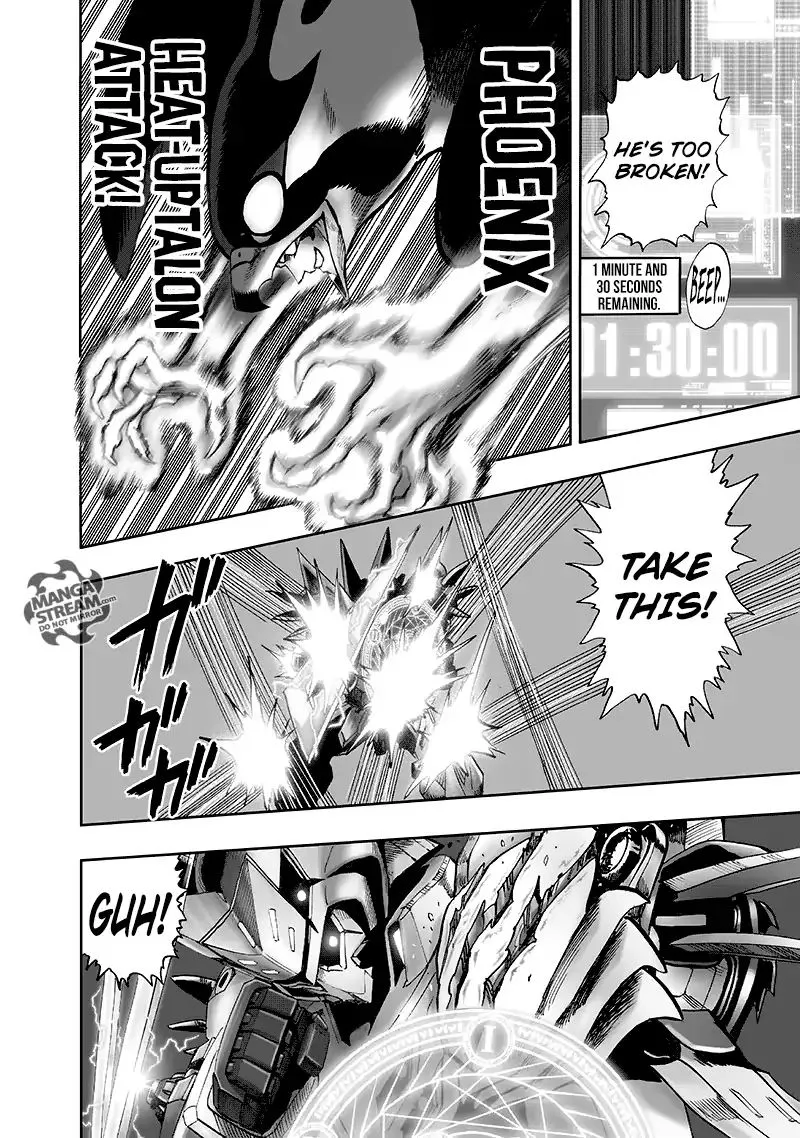 HE'S TOO
BROKEN!
BEEP...
1 MINUTE AND
30 SECONDS
REMAINING.
01:30:00
PHOENIX
HEAT-UP TALON
ATTACK!
TAKE
THIS!
ガガガ
MANGA
STREAM.com
DO NOT MIRROR
GUH!
I